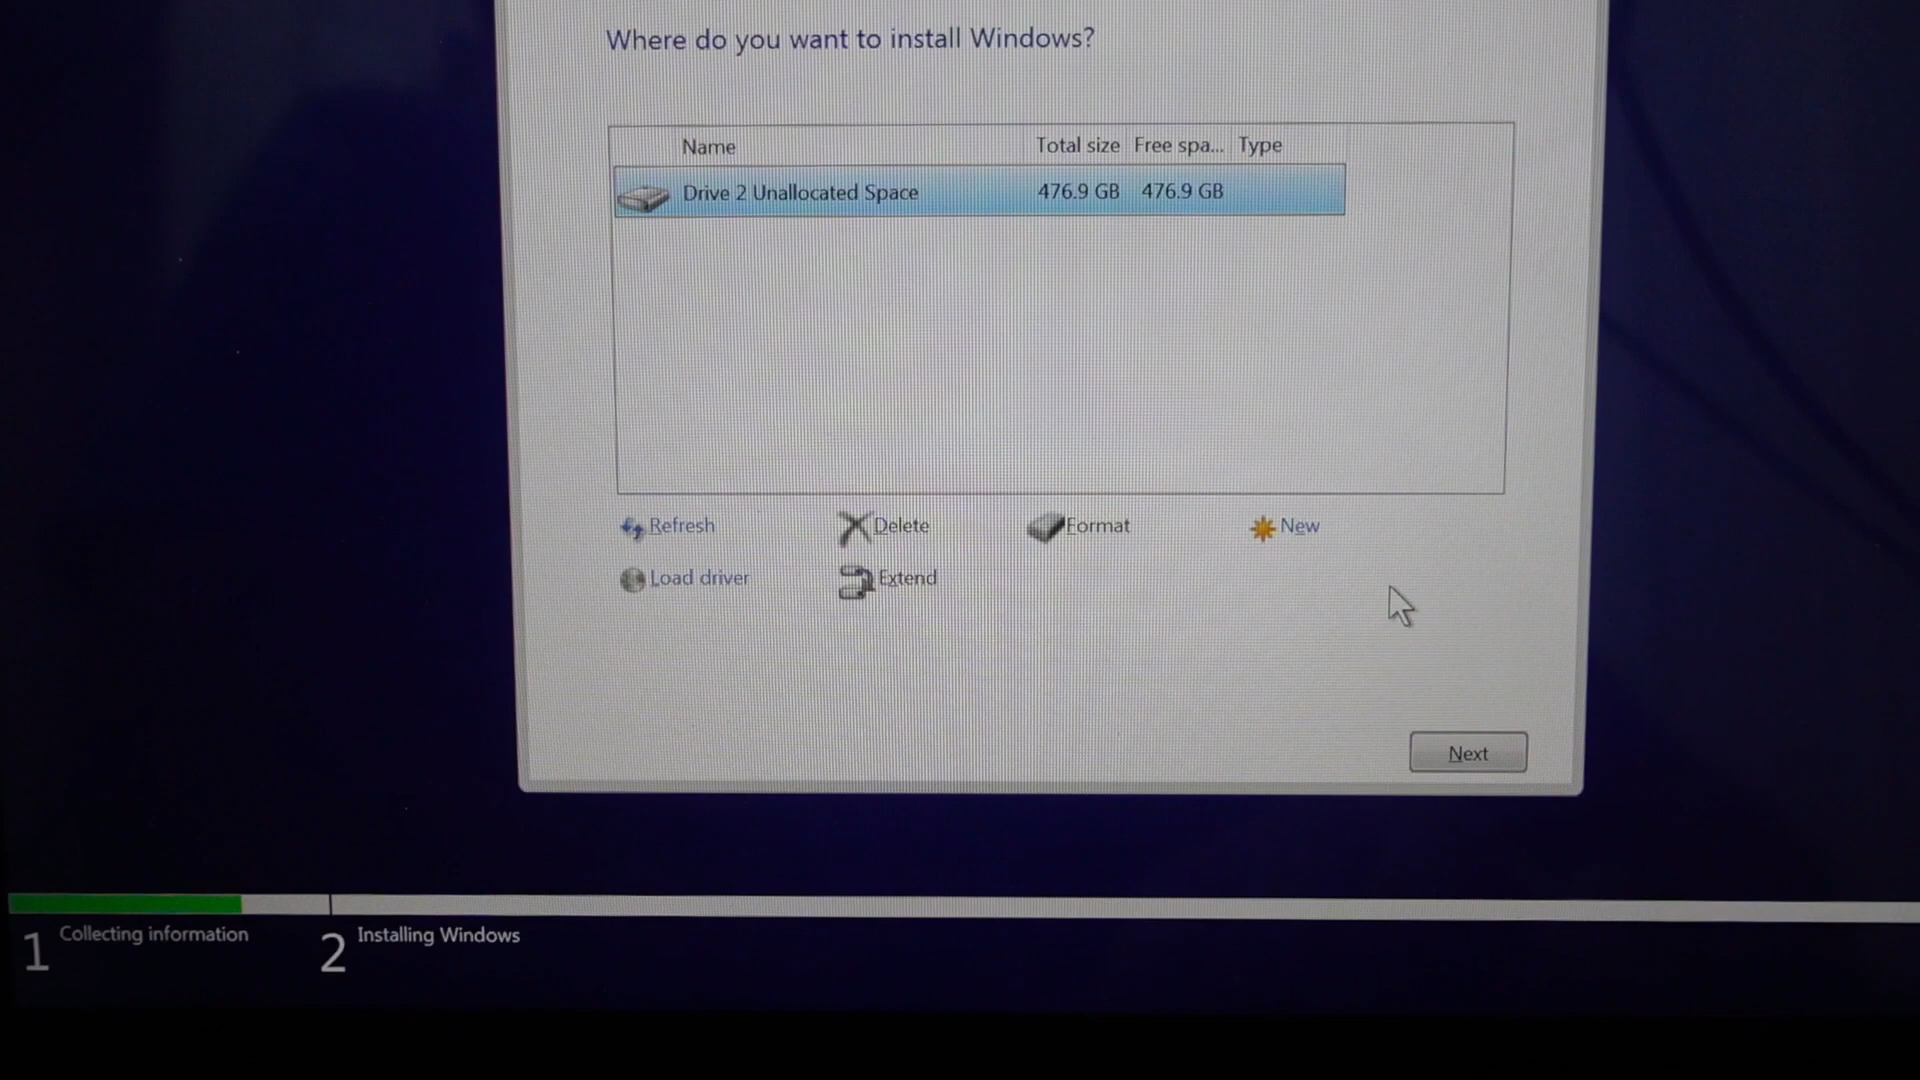 Where do you want to install Windows?
Name Total size Free spa... Type
Drive 2 Unallocated Space 476.9 GB 476.9 GB
Refresh Delete Format New
Load driver Extend
Next
1 Collecting information 2 Installing Windows